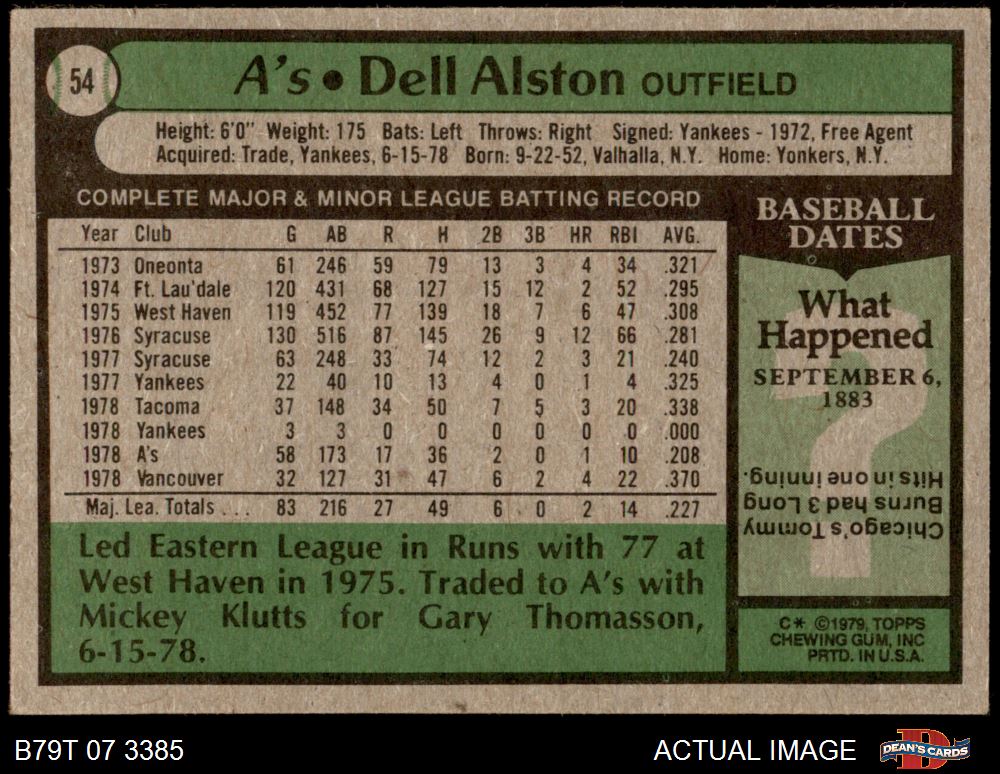 54
A's • Dell Alston OUTFIELD
Height: 6'0" Weight: 175 Bats: Left Throws: Right Signed: Yankees - 1972, Free Agent
Acquired: Trade, Yankees, 6-15-78 Born: 9-22-52, Valhalla, N.Y. Home: Yonkers, N.Y.
COMPLETE MAJOR & MINOR LEAGUE BATTING RECORD
Year Club G AB R H 2B 3B HR RBI AVG.
1973 Oneonta 61 246 59 79 13 3 4 34 .321
1974 Ft. Lau'dale 120 431 68 127 15 12 2 52 .295
1975 West Haven 119 452 77 139 18 7 6 47 .308
1976 Syracuse 130 516 87 145 26 9 12 66 .281
1977 Syracuse 63 248 33 74 12 2 3 21 .240
1977 Yankees 22 40 10 13 4 0 1 4 .325
1978 Tacoma 37 148 34 50 7 5 3 20 .338
1978 Yankees 3 3 0 0 0 0 0 0 .000
1978 A's 58 173 17 36 2 0 1 10 .208
1978 Vancouver 32 127 31 47 6 2 4 22 .370
Maj. Lea. Totals . . . 83 216 27 49 6 0 2 14 .227
Led Eastern League in Runs with 77 at
West Haven in 1975. Traded to A's with
Mickey Klutts for Gary Thomasson,
6-15-78.
BASEBALL
DATES
What
Happened
SEPTEMBER 6,
1883
?
Chicago's Tommy
Burns had 3 Long
Hits in one inning.
C* ©1979, TOPPS
CHEWING GUM, INC
PRTD. IN U.S.A.
B79T 07 3385
ACTUAL IMAGE
DEAN'S CARDS